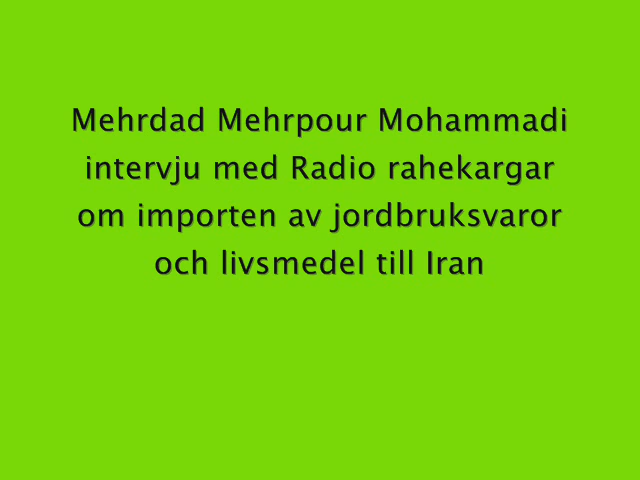 Mehrdad Mehrpour Mohammadi
intervju med Radio rahekargar
om importen av jordbruksvaror
och livsmedel till Iran